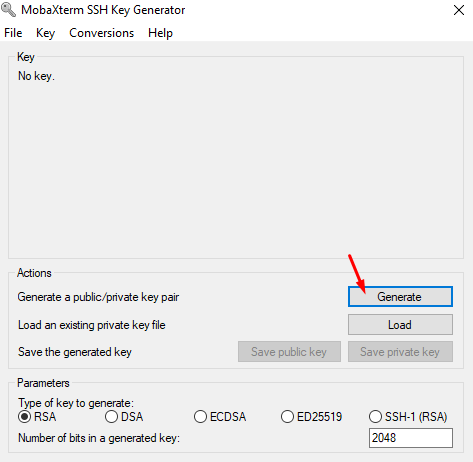 MobaXterm SSH Key Generator
File Key Conversions Help
Key
No key.
Actions
Generate a public/private key pair Generate
Load an existing private key file Load
Save the generated key Save public key Save private key
Parameters
Type of key to generate:
RSA DSA ECDSA ED25519 SSH-1 (RSA)
Number of bits in a generated key: 2048